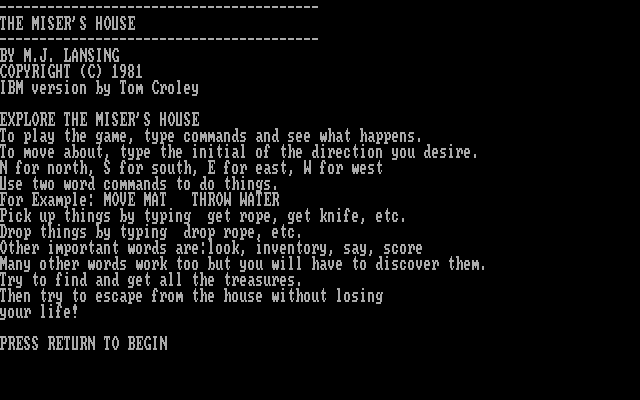 ----------------------------------------
THE MISER'S HOUSE
----------------------------------------
BY M.J. LANSING
COPYRIGHT (C) 1981
IBM version by Tom Croley
EXPLORE THE MISER'S HOUSE
To play the game, type commands and see what happens.
To move about, type the initial of the direction you desire.
N for north, S for south, E for east, W for west
Use two word commands to do things.
For Example: MOVE MAT   THROW WATER
Pick up things by typing  get rope, get knife, etc.
Drop things by typing  drop rope, etc.
Other important words are:look, inventory, say, score
Many other words work too but you will have to discover them.
Try to find and get all the treasures.
Then try to escape from the house without losing
your life!
PRESS RETURN TO BEGIN